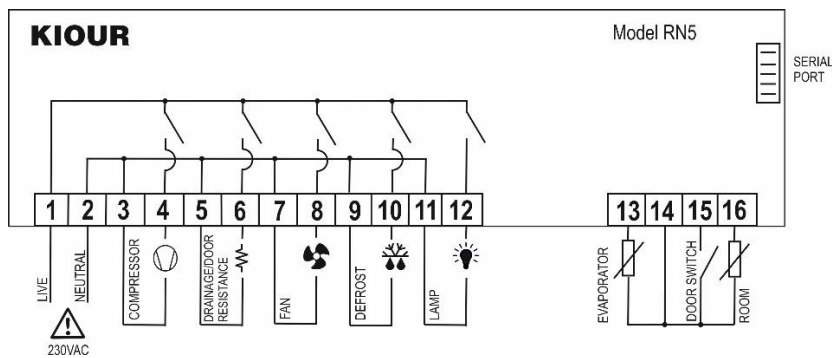 KIOUR
Model RN5
SERIAL
PORT
1 2 3 4 5 6 7 8 9 10 11 12
13 14 15 16
LIVE
NEUTRAL
COMPRESSOR
DRAINAGE/DOOR
RESISTANCE
FAN
DEFROST
LAMP
EVAPORATOR
DOOR SWITCH
ROOM
230VAC